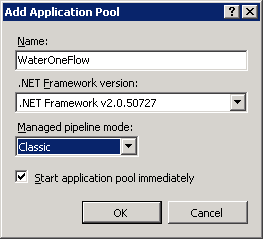 Add Application Pool
Name:
WaterOneFlow
.NET Framework version:
.NET Framework v2.0.50727
Managed pipeline mode:
Classic
Start application pool immediately
OK
Cancel